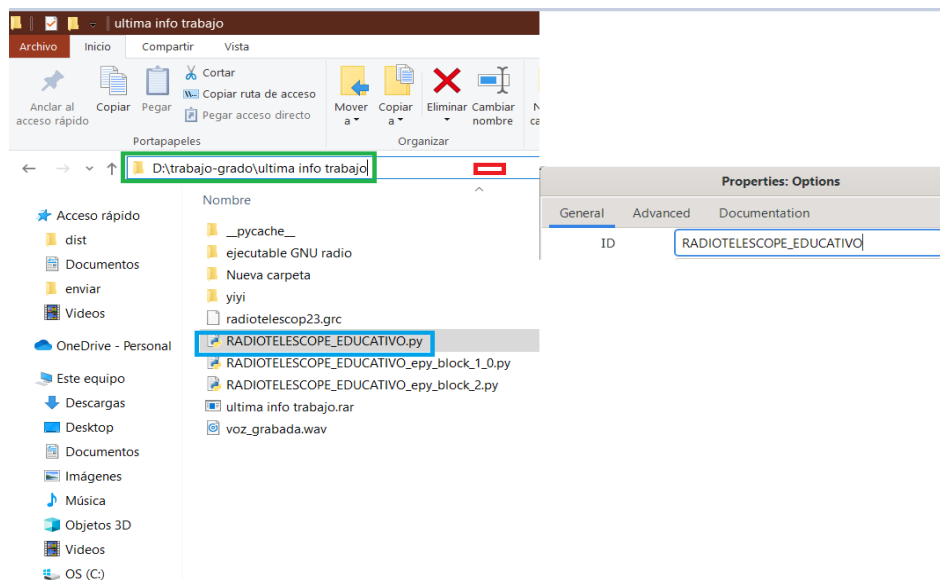 ultima info trabajo
Archivo Inicio Compartir Vista
Anclar al acceso rápido
Copiar
Pegar
Cortar
Copiar ruta de acceso
Pegar acceso directo
Portapapeles
Mover a
Copiar a
Eliminar
Cambiar nombre
Organizar
N
ca
D:\trabajo-grado\ultima info trabajo
Acceso rápido
dist
Documentos
enviar
Videos
OneDrive - Personal
Este equipo
Descargas
Desktop
Documentos
Imágenes
Música
Objetos 3D
Videos
OS (C:)
Nombre
__pycache__
ejecutable GNU radio
Nueva carpeta
yiyi
radiotelescop23.grc
RADIOTELESCOPE_EDUCATIVO.py
RADIOTELESCOPE_EDUCATIVO_epy_block_1_0.py
RADIOTELESCOPE_EDUCATIVO_epy_block_2.py
ultima info trabajo.rar
voz_grabada.wav
Properties: Options
General Advanced Documentation
ID RADIOTELESCOPE_EDUCATIVO